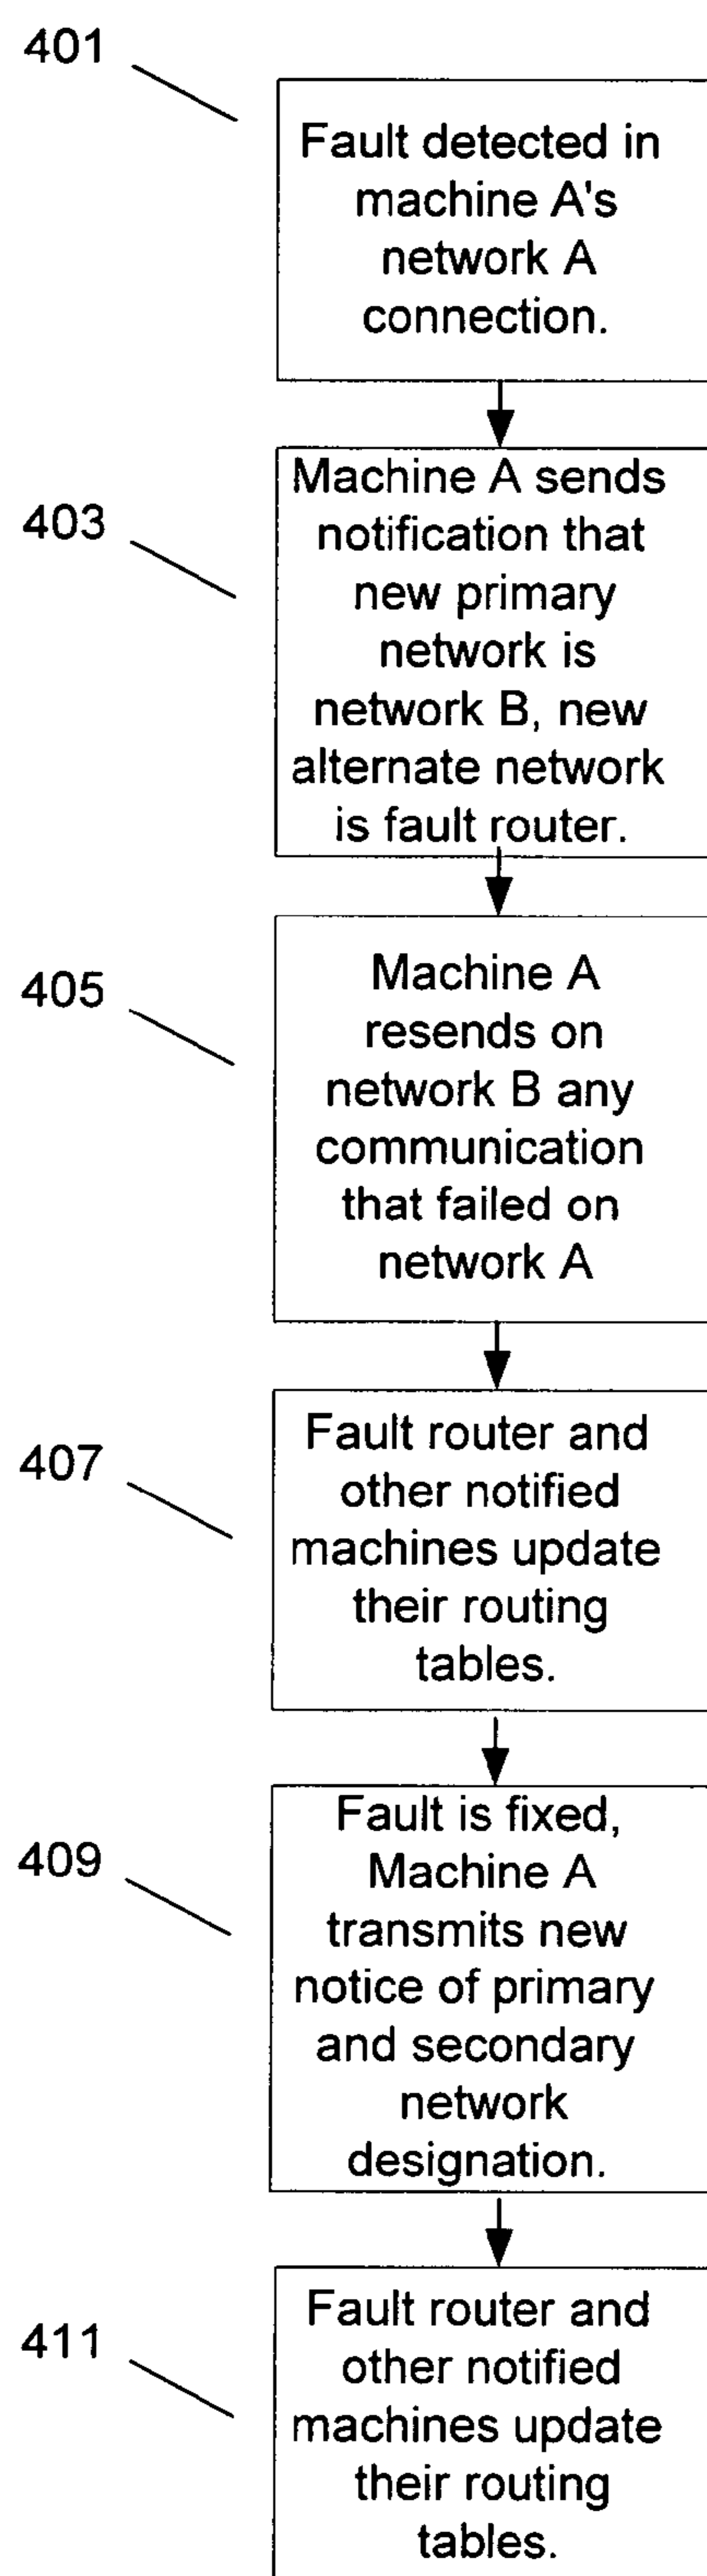 401
Fault detected in
machine A's
network A
connection.
403
Machine A sends
notification that
new primary
network is
network B, new
alternate network
is fault router.
405
Machine A
resends on
network B any
communication
that failed on
network A
407
Fault router and
other notified
machines update
their routing
tables.
409
Fault is fixed,
Machine A
transmits new
notice of primary
and secondary
network
designation.
411
Fault router and
other notified
machines update
their routing
tables.